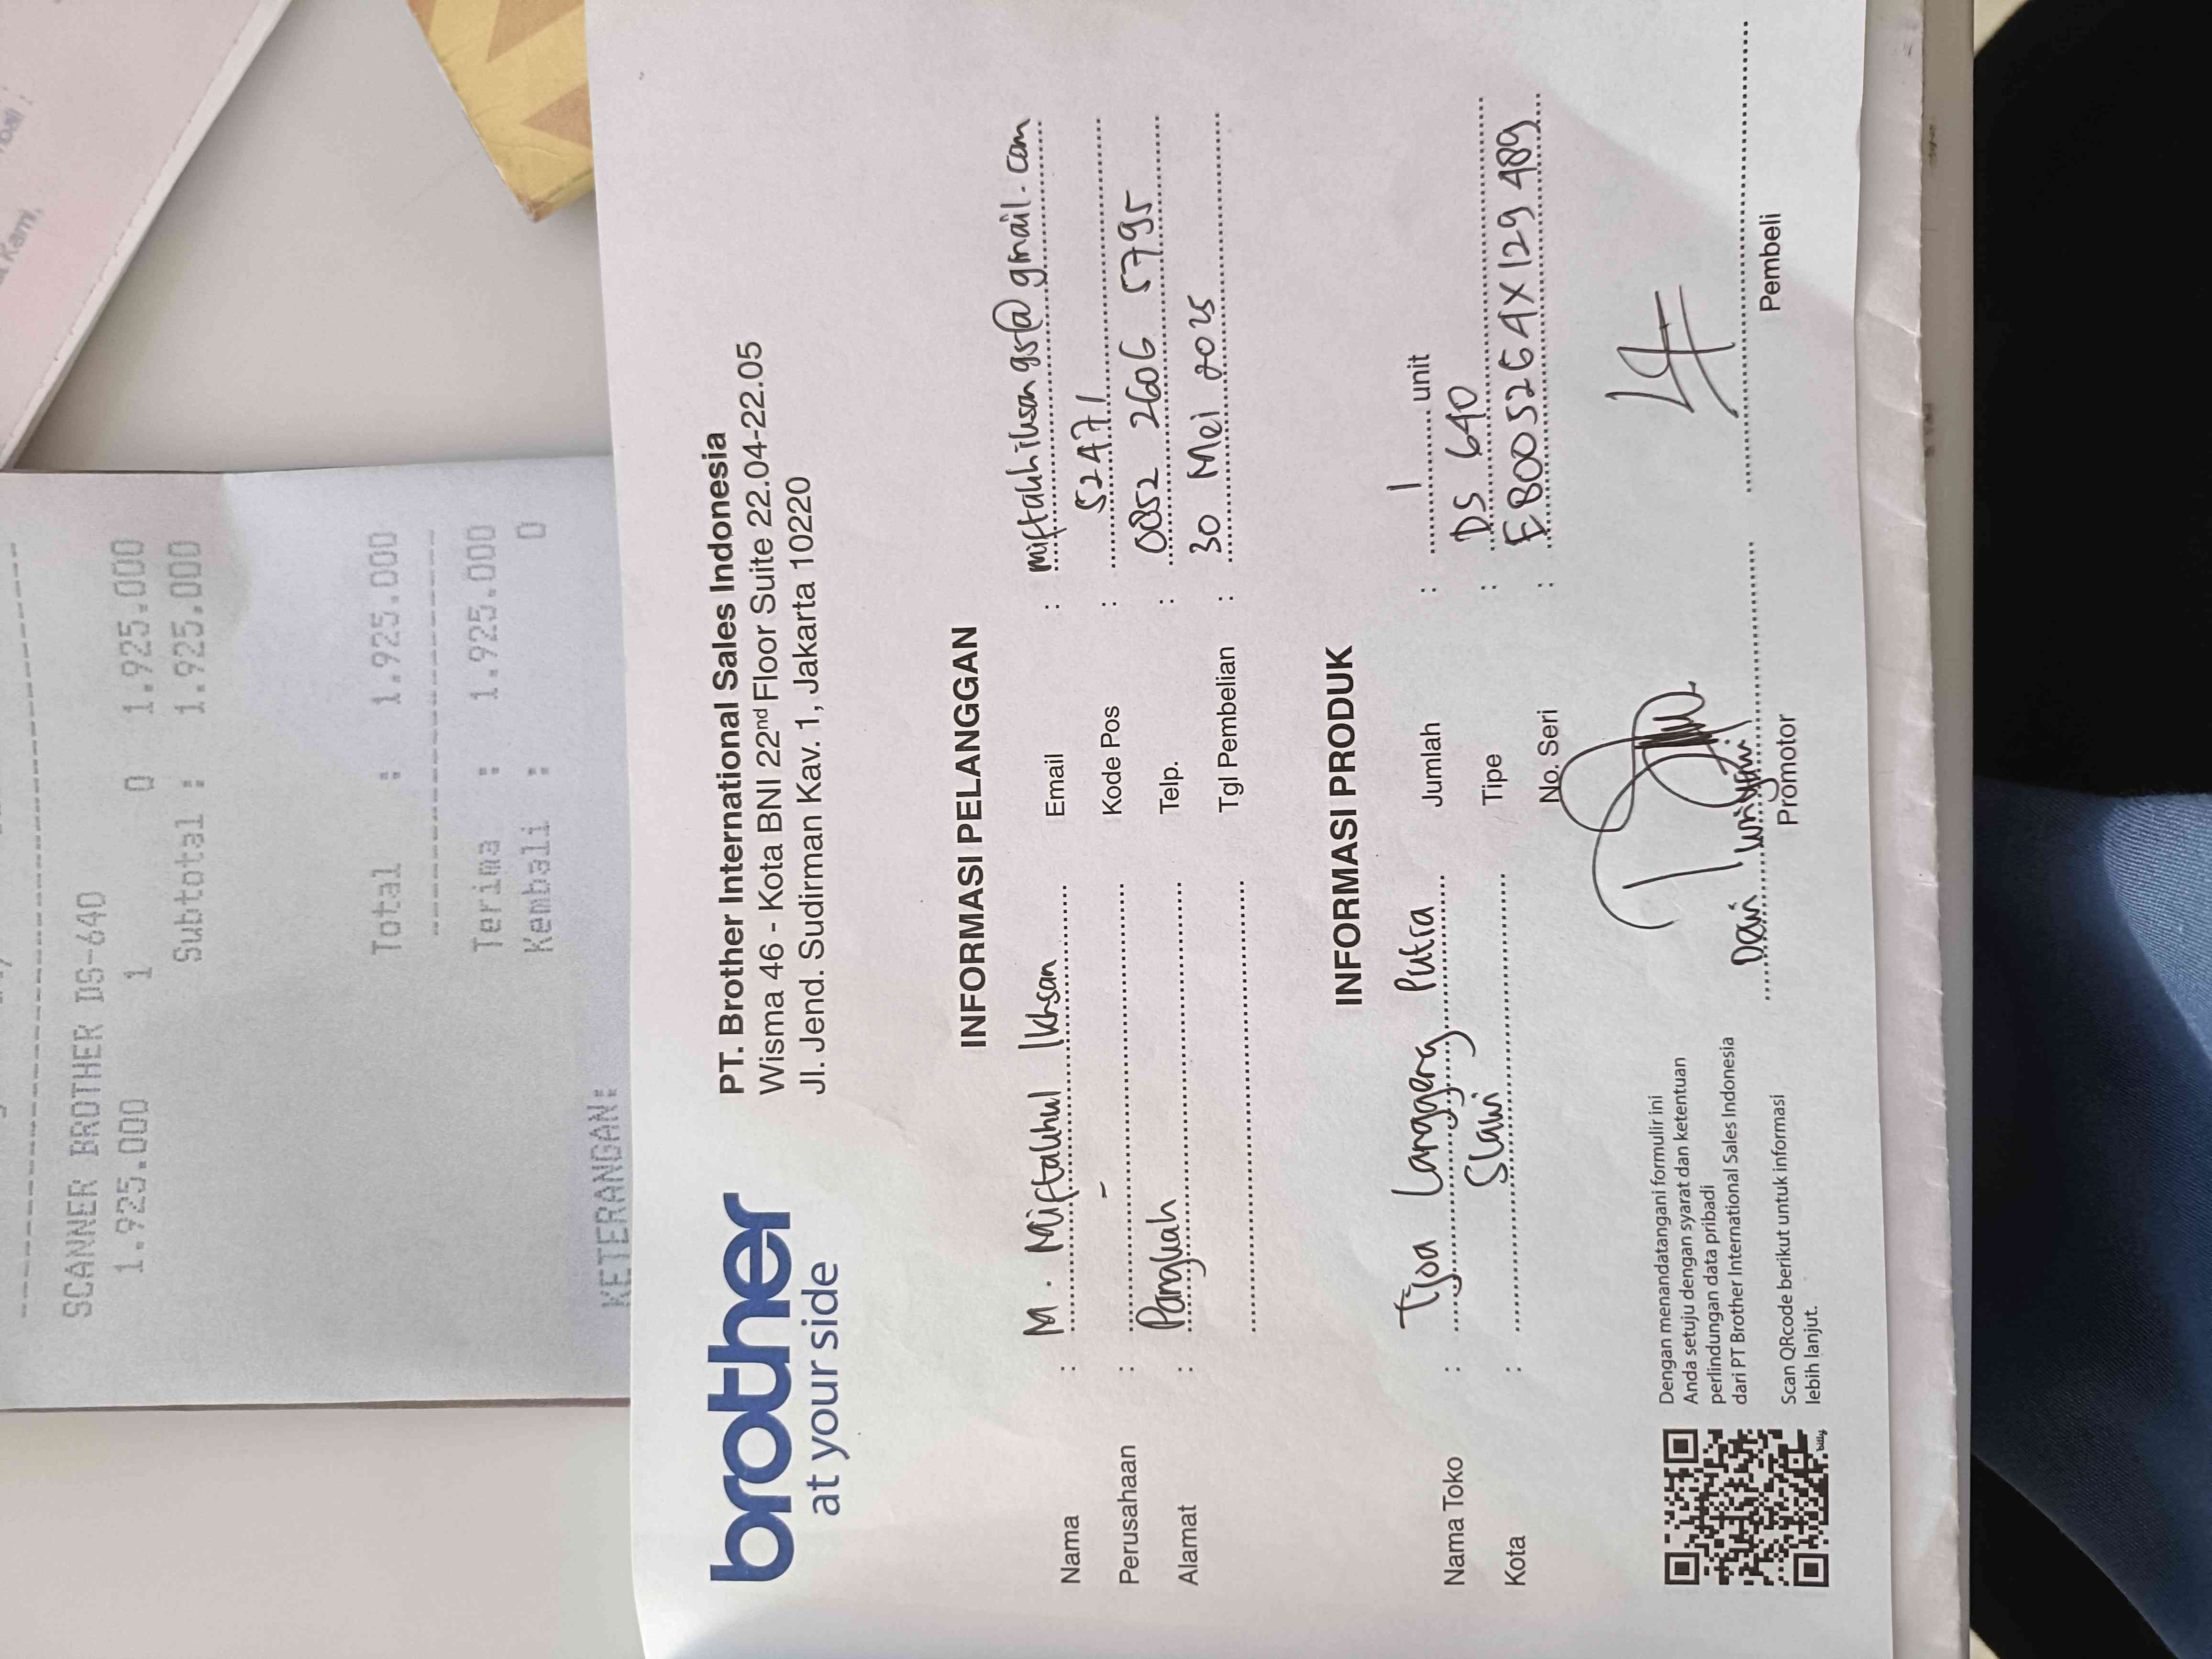 SCANNER BROTHER DS-640
1.925.000 1 0 1.925.000
Subtotal : 1.925.000
Total : 1.925.000
Terima : 1.925.000
Kembali : 0
KETERANGAN:
brother
at your side
PT. Brother International Sales Indonesia
Wisma 46 - Kota BNI 22nd Floor Suite 22.04-22.05
Jl. Jend. Sudirman Kav. 1, Jakarta 10220
INFORMASI PELANGGAN
Nama : M. Miftakhul Ikhsan
Perusahaan : -
Alamat : Pangkah
Email : miftakhikhsan95@gmail.com
Kode Pos : 52471
Telp. : 0852 2606 5795
Tgl Pembelian : 30 Mei 2025
INFORMASI PRODUK
Nama Toko : Tjoa Langgeng Putra
Kota : Slawi
Jumlah : 1 unit
Tipe : DS 640
No. Seri : E80052G4X129489
Dengan menandatangani formulir ini
Anda setuju dengan syarat dan ketentuan
perlindungan data pribadi
dari PT Brother International Sales Indonesia
Scan QRcode berikut untuk informasi
lebih lanjut.
Promotor
Pembeli